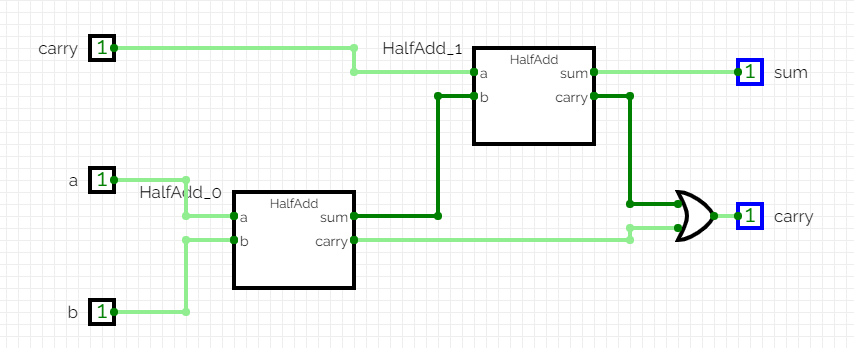 carry 1
HalfAdd_1
HalfAdd
a sum
b carry
1 sum
a 1
HalfAdd_0
HalfAdd
a sum
b carry
1 carry
b 1